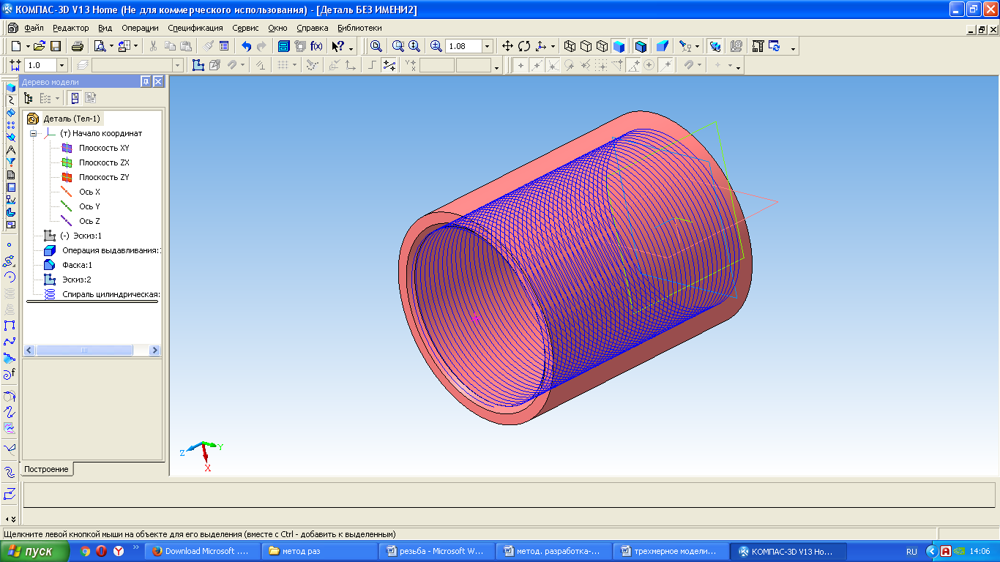 КОМПАС-3D V13 Home (Не для коммерческого использования) - [Деталь БЕЗ ИМЕНИ2]
Файл Редактор Вид Операции Спецификация Сервис Окно Справка Библиотеки
f(x) 1.08
1.0
Дерево модели
Деталь (Тел-1)
(т) Начало координат
Плоскость XY
Плоскость ZX
Плоскость ZY
Ось X
Ось Y
Ось Z
(-) Эскиз:1
Операция выдавливания:
Фаска:1
Эскиз:2
Спираль цилиндрическая:
Z Y
X
Построение
Щелкните левой кнопкой мыши на объекте для его выделения (вместе с Ctrl - добавить к выделенным)
пуск Download Microsoft .... метод раз резьба - Microsoft W... метод. разработка-... трехмерное модели... КОМПАС-3D V13 Ho... RU 14:06